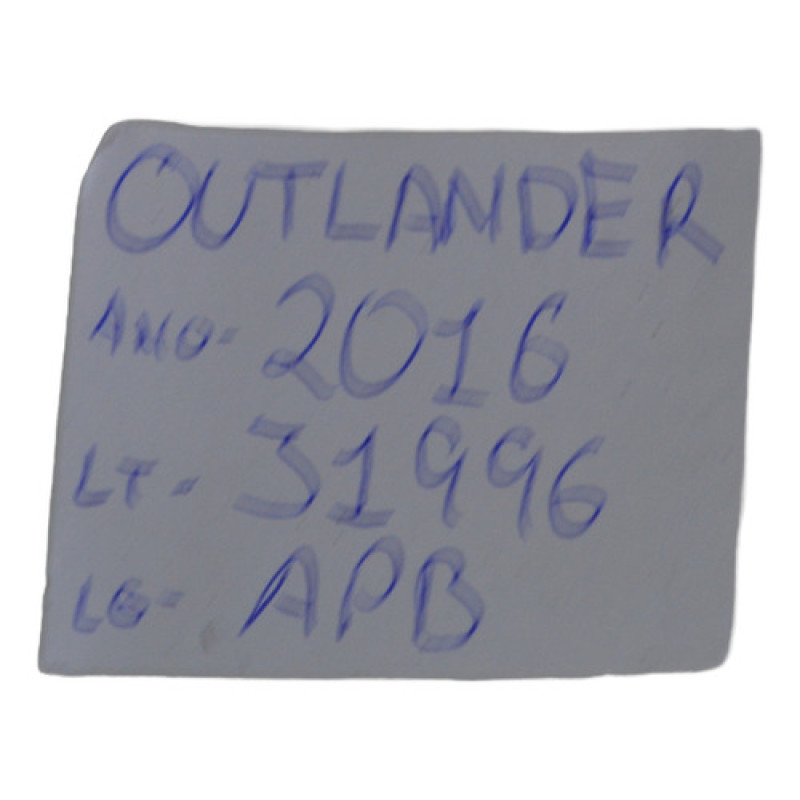 OUTLANDER
ANO- 2016
LT- 31996
LG- APB